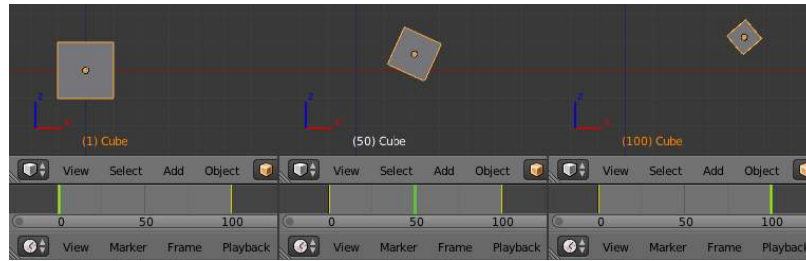 z z z
x x x
(1) Cube (50) Cube (100) Cube
View Select Add Object View Select Add Object View Select Add Object
0 50 100 0 50 100 0 50 100
View Marker Frame Playback View Marker Frame Playback View Marker Frame Playback